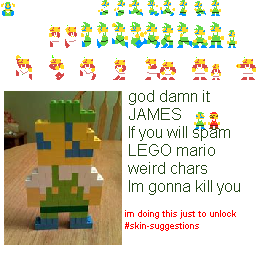 god damn it
JAMES
If you will spam
LEGO mario
weird chars
Im gonna kill you
im doing this just to unlock
#skin-suggestions